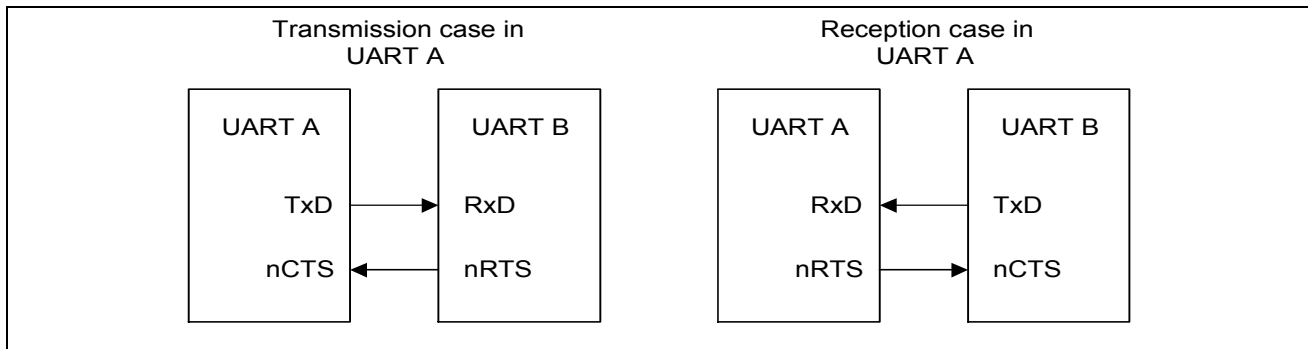 Transmission case in
UART A
UART A
UART B
TxD
RxD
nCTS
nRTS
Reception case in
UART A
UART A
UART B
RxD
TxD
nRTS
nCTS